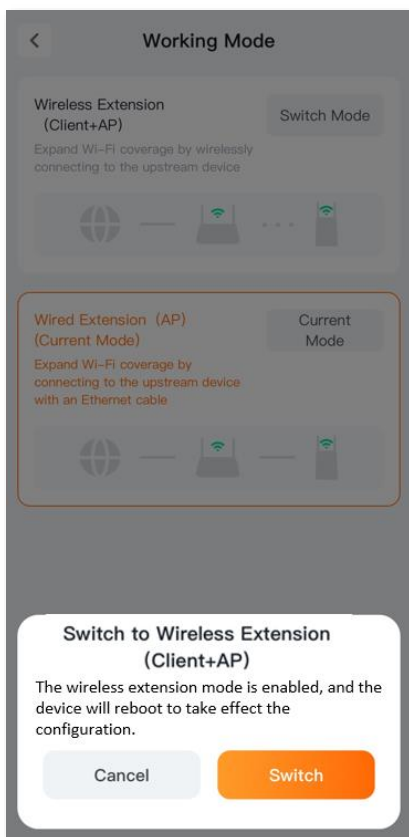 Working Mode
Wireless Extension
(Client+AP)
Switch Mode
Expand Wi-Fi coverage by wirelessly
connecting to the upstream device
Wired Extension (AP)
(Current Mode)
Current
Mode
Expand Wi-Fi coverage by
connecting to the upstream device
with an Ethernet cable
Switch to Wireless Extension
(Client+AP)
The wireless extension mode is enabled, and the
device will reboot to take effect the
configuration.
Cancel
Switch